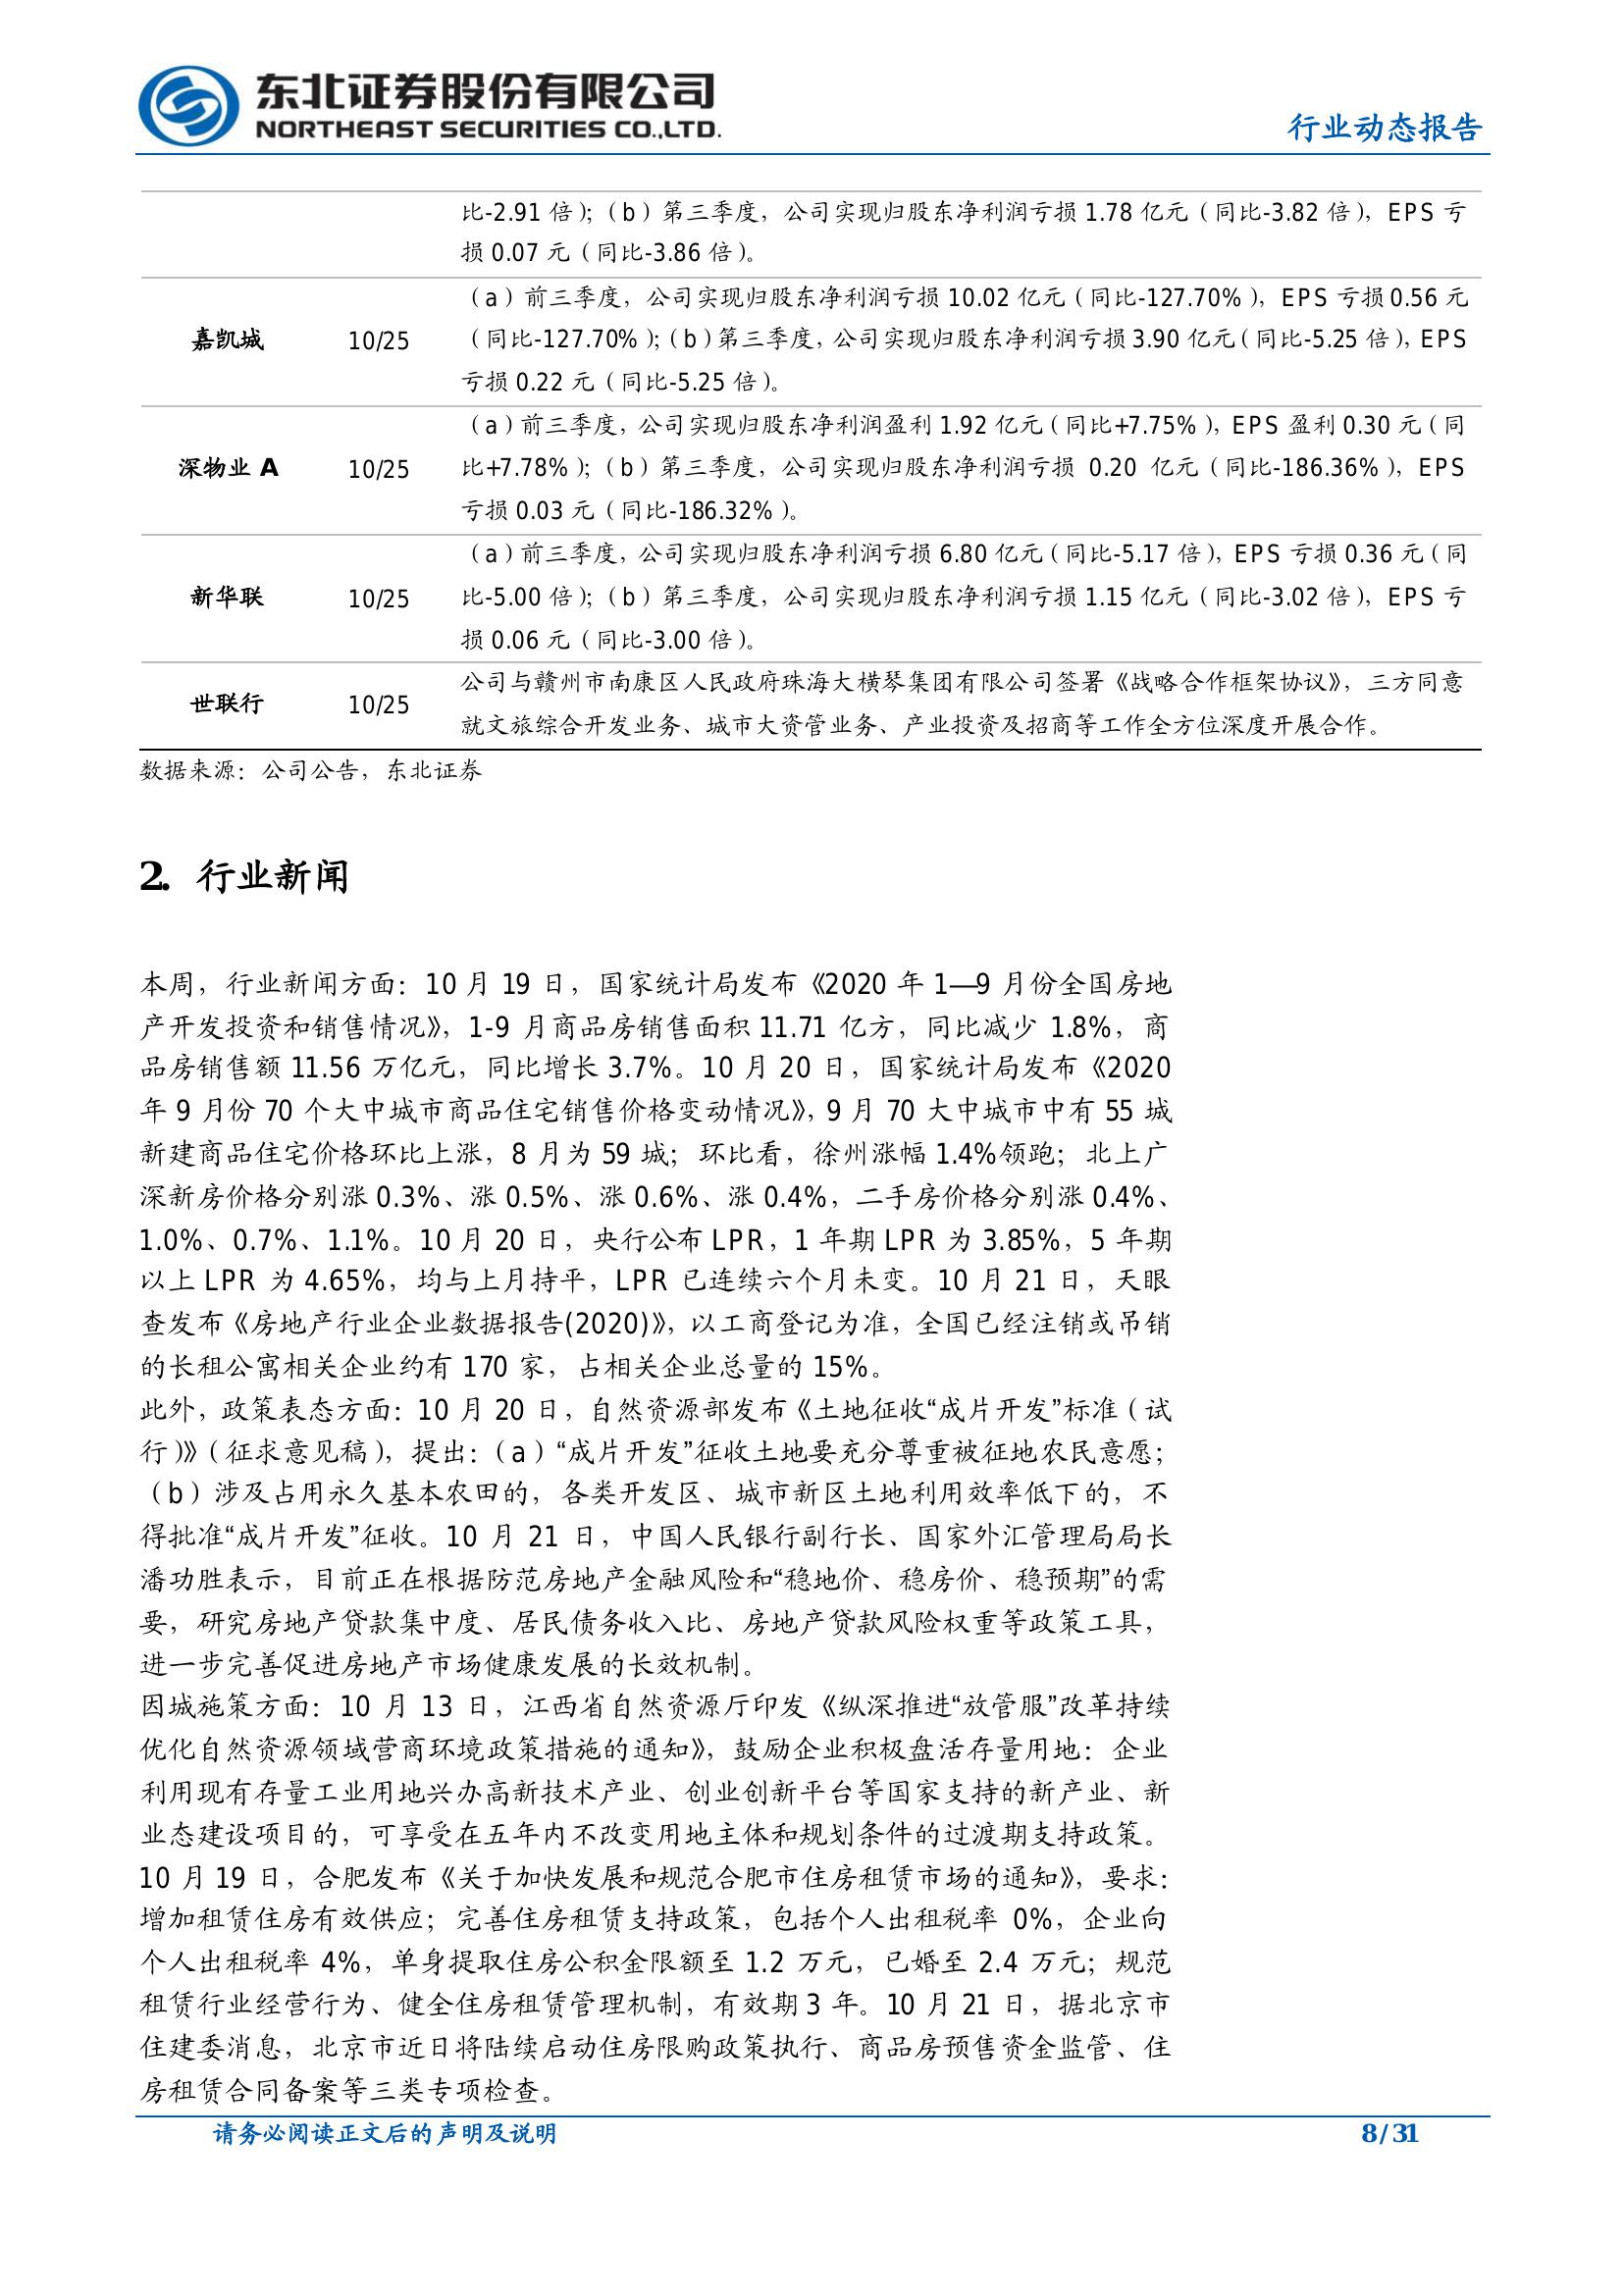 东北证券股份有限公司
NORTHEAST SECURITIES CO.,LTD.
行业动态报告
比-2.91 倍）；（b）第三季度，公司实现归股东净利润亏损 1.78 亿元（同比-3.82 倍），EPS 亏
损 0.07 元（同比-3.86 倍）。
（a）前三季度，公司实现归股东净利润亏损 10.02 亿元（同比-127.70%），EPS 亏损 0.56 元
嘉凯城 10/25 （同比-127.70%）；（b）第三季度，公司实现归股东净利润亏损 3.90 亿元（同比-5.25 倍），EPS
亏损 0.22 元（同比-5.25 倍）。
（a）前三季度，公司实现归股东净利润盈利 1.92 亿元（同比+7.75%），EPS 盈利 0.30 元（同
深物业 A 10/25 比+7.78%）；（b）第三季度，公司实现归股东净利润亏损 0.20 亿元（同比-186.36%），EPS
亏损 0.03 元（同比-186.32%）。
（a）前三季度，公司实现归股东净利润亏损 6.80 亿元（同比-5.17 倍），EPS 亏损 0.36 元（同
新华联 10/25 比-5.00 倍）；（b）第三季度，公司实现归股东净利润亏损 1.15 亿元（同比-3.02 倍），EPS 亏
损 0.06 元（同比-3.00 倍）。
公司与赣州市南康区人民政府珠海大横琴集团有限公司签署《战略合作框架协议》，三方同意
世联行 10/25 就文旅综合开发业务、城市大资管业务、产业投资及招商等工作全方位深度开展合作。
数据来源：公司公告，东北证券
2. 行业新闻
本周，行业新闻方面：10 月 19 日，国家统计局发布《2020 年 1—9 月份全国房地
产开发投资和销售情况》，1-9 月商品房销售面积 11.71 亿方，同比减少 1.8%，商
品房销售额 11.56 万亿元，同比增长 3.7%。10 月 20 日，国家统计局发布《2020
年 9 月份 70 个大中城市商品住宅销售价格变动情况》，9 月 70 大中城市中有 55 城
新建商品住宅价格环比上涨，8 月为 59 城；环比看，徐州涨幅 1.4%领跑；北上广
深新房价格分别涨 0.3%、涨 0.5%、涨 0.6%、涨 0.4%，二手房价格分别涨 0.4%、
1.0%、0.7%、1.1%。10 月 20 日，央行公布 LPR，1 年期 LPR 为 3.85%，5 年期
以上 LPR 为 4.65%，均与上月持平，LPR 已连续六个月未变。10 月 21 日，天眼
查发布《房地产行业企业数据报告(2020)》，以工商登记为准，全国已经注销或吊销
的长租公寓相关企业约有 170 家，占相关企业总量的 15%。
此外，政策表态方面：10 月 20 日，自然资源部发布《土地征收“成片开发”标准（试
行）》（征求意见稿），提出：（a）“成片开发”征收土地要充分尊重被征地农民意愿；
（b）涉及占用永久基本农田的，各类开发区、城市新区土地利用效率低下的，不
得批准“成片开发”征收。10 月 21 日，中国人民银行副行长、国家外汇管理局局长
潘功胜表示，目前正在根据防范房地产金融风险和“稳地价、稳房价、稳预期”的需
要，研究房地产贷款集中度、居民债务收入比、房地产贷款风险权重等政策工具，
进一步完善促进房地产市场健康发展的长效机制。
因城施策方面：10 月 13 日，江西省自然资源厅印发《纵深推进“放管服”改革持续
优化自然资源领域营商环境政策措施的通知》，鼓励企业积极盘活存量用地：企业
利用现有存量工业用地兴办高新技术产业、创业创新平台等国家支持的新产业、新
业态建设项目的，可享受在五年内不改变用地主体和规划条件的过渡期支持政策。
10 月 19 日，合肥发布《关于加快发展和规范合肥市住房租赁市场的通知》，要求：
增加租赁住房有效供应；完善住房租赁支持政策，包括个人出租税率 0%，企业向
个人出租税率 4%，单身提取住房公积金限额至 1.2 万元，已婚至 2.4 万元；规范
租赁行业经营行为、健全住房租赁管理机制，有效期 3 年。10 月 21 日，据北京市
住建委消息，北京市近日将陆续启动住房限购政策执行、商品房预售资金监管、住
房租赁合同备案等三类专项检查。
请务必阅读正文后的声明及说明 8 / 31